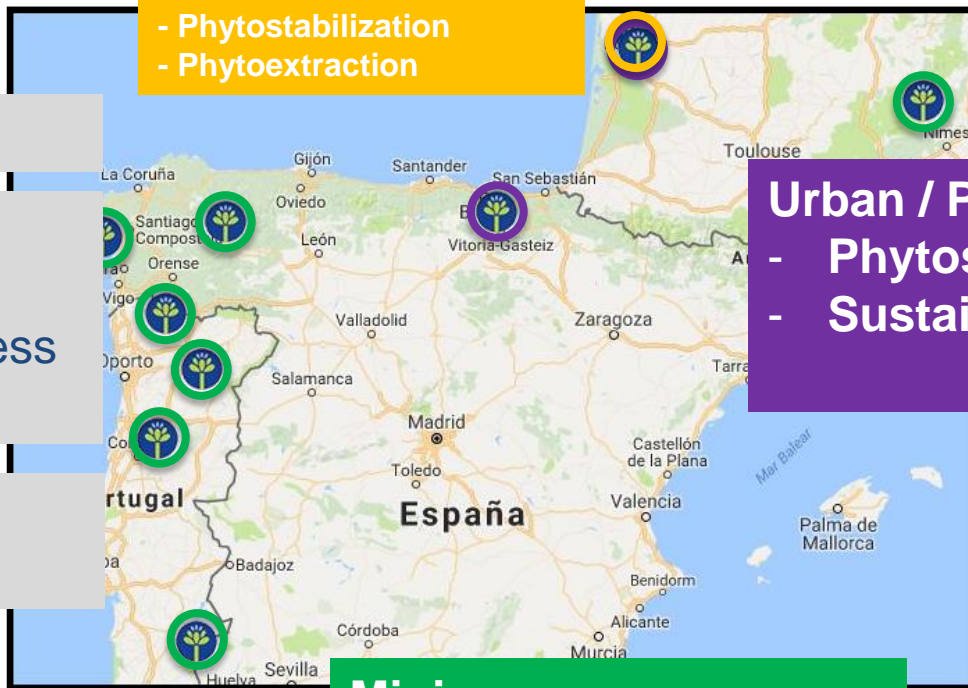 - Phytostabilization
- Phytoextraction
Nîmes
Toulouse
La Coruña
Gijón
Santander
San Sebastián
Oviedo
Santiago
Compost
León
Vitoria-Gasteiz
Orense
Vigo
Urban / P
- Phytos
- Sustai
ess
Oporto
Valladolid
Zaragoza
Tarra
Salamanca
Madrid
Castellón
de la Plana
Mar Balear
Toledo
rtugal
España
Valencia
Palma de
Mallorca
Badajoz
Benidorm
Alicante
Córdoba
Murcia
Huelva
Sevilla